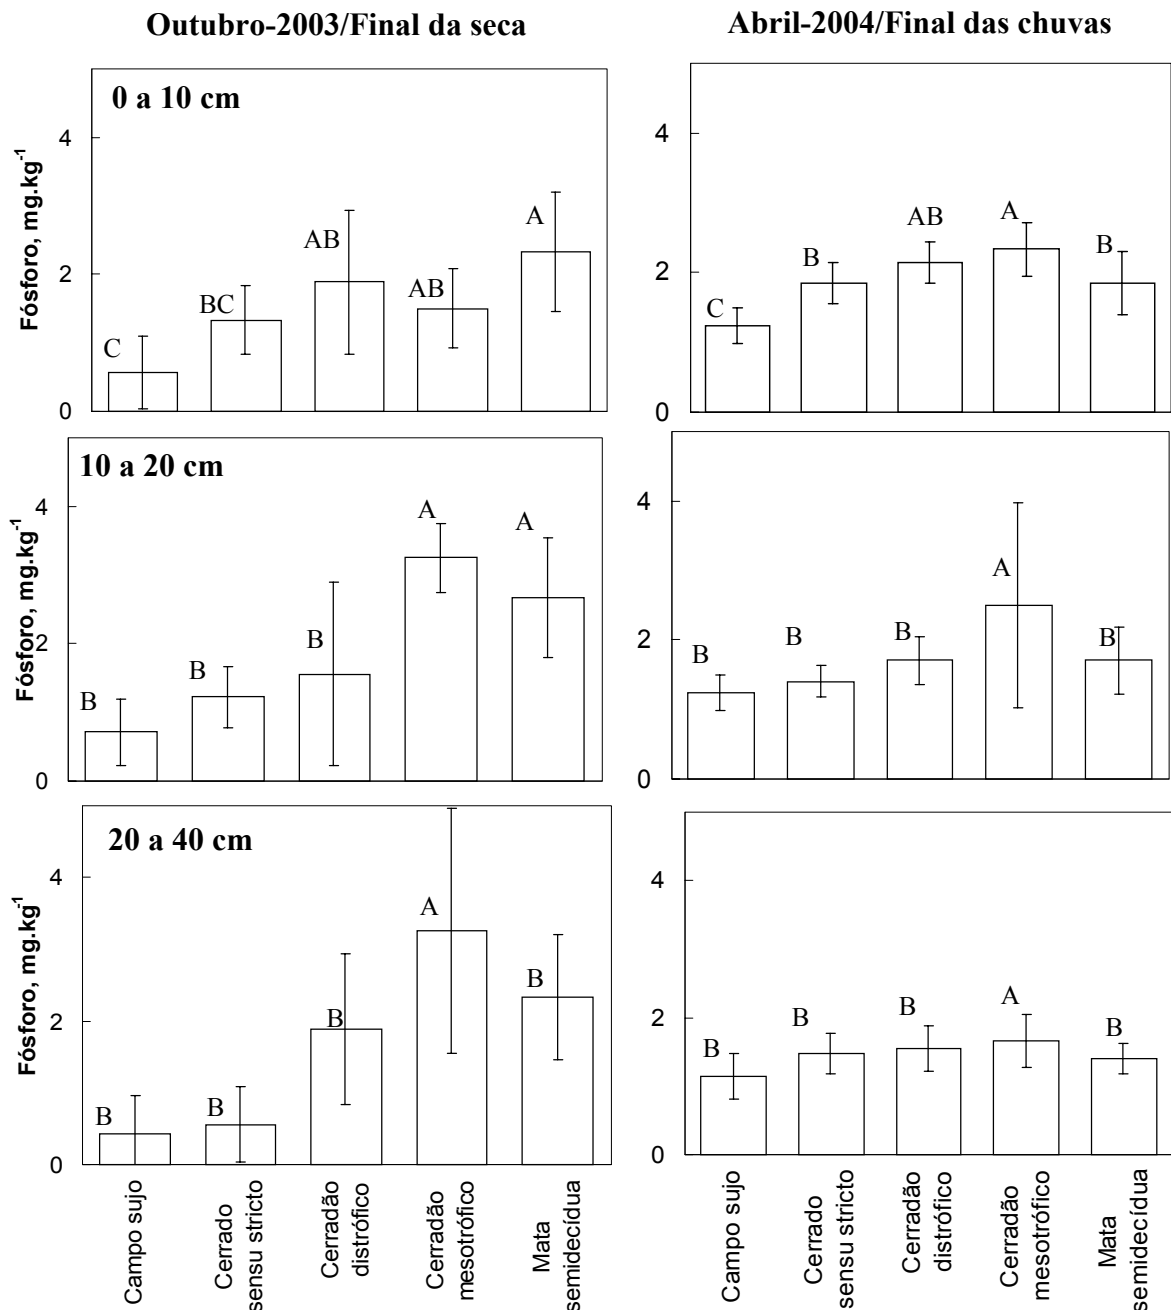 Outubro-2003/Final da seca
Abril-2004/Final das chuvas
0 a 10 cm
Fósforo, mg.kg-1
4
2
0
C
BC
AB
AB
A
4
2
0
C
B
AB
A
B
10 a 20 cm
Fósforo, mg.kg-1
4
2
0
B
B
B
A
A
4
2
0
B
B
B
A
B
20 a 40 cm
Fósforo, mg.kg-1
4
2
0
B
B
B
A
B
4
2
0
B
B
B
A
B
Campo sujo
Cerrado
sensu stricto
Cerradão
distrófico
Cerradão
mesotrófico
Mata
semidecídua
Campo sujo
Cerrado
sensu stricto
Cerradão
distrófico
Cerradão
mesotrófico
Mata
semidecídua